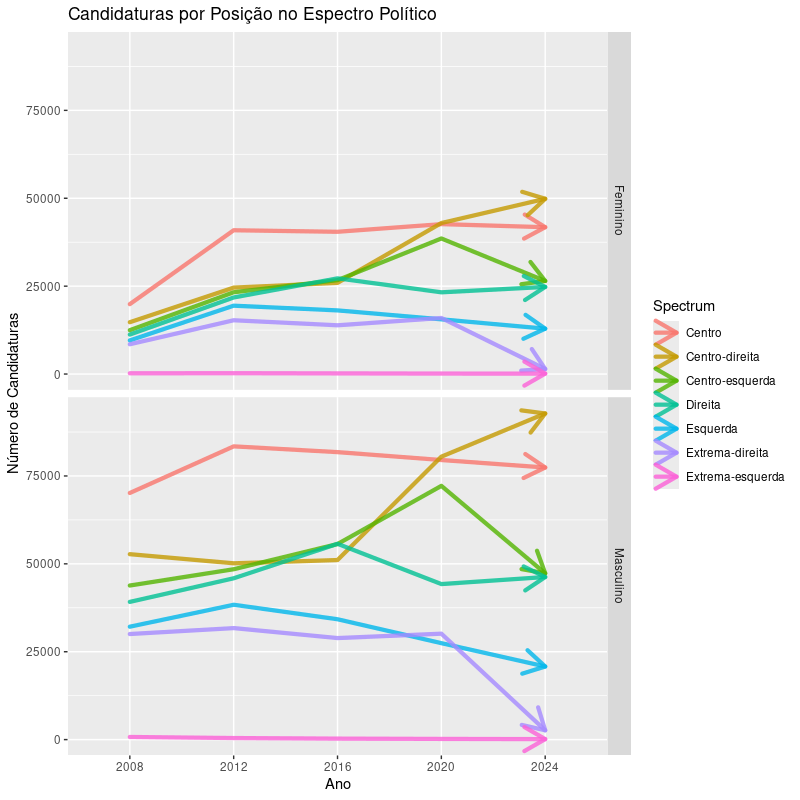 Candidaturas por Posição no Espectro Político
Número de Candidaturas
75000
50000
25000
0
Feminino
75000
50000
25000
0
Masculino
2008 2012 2016 2020 2024
Ano
Spectrum
Centro
Centro-direita
Centro-esquerda
Direita
Esquerda
Extrema-direita
Extrema-esquerda